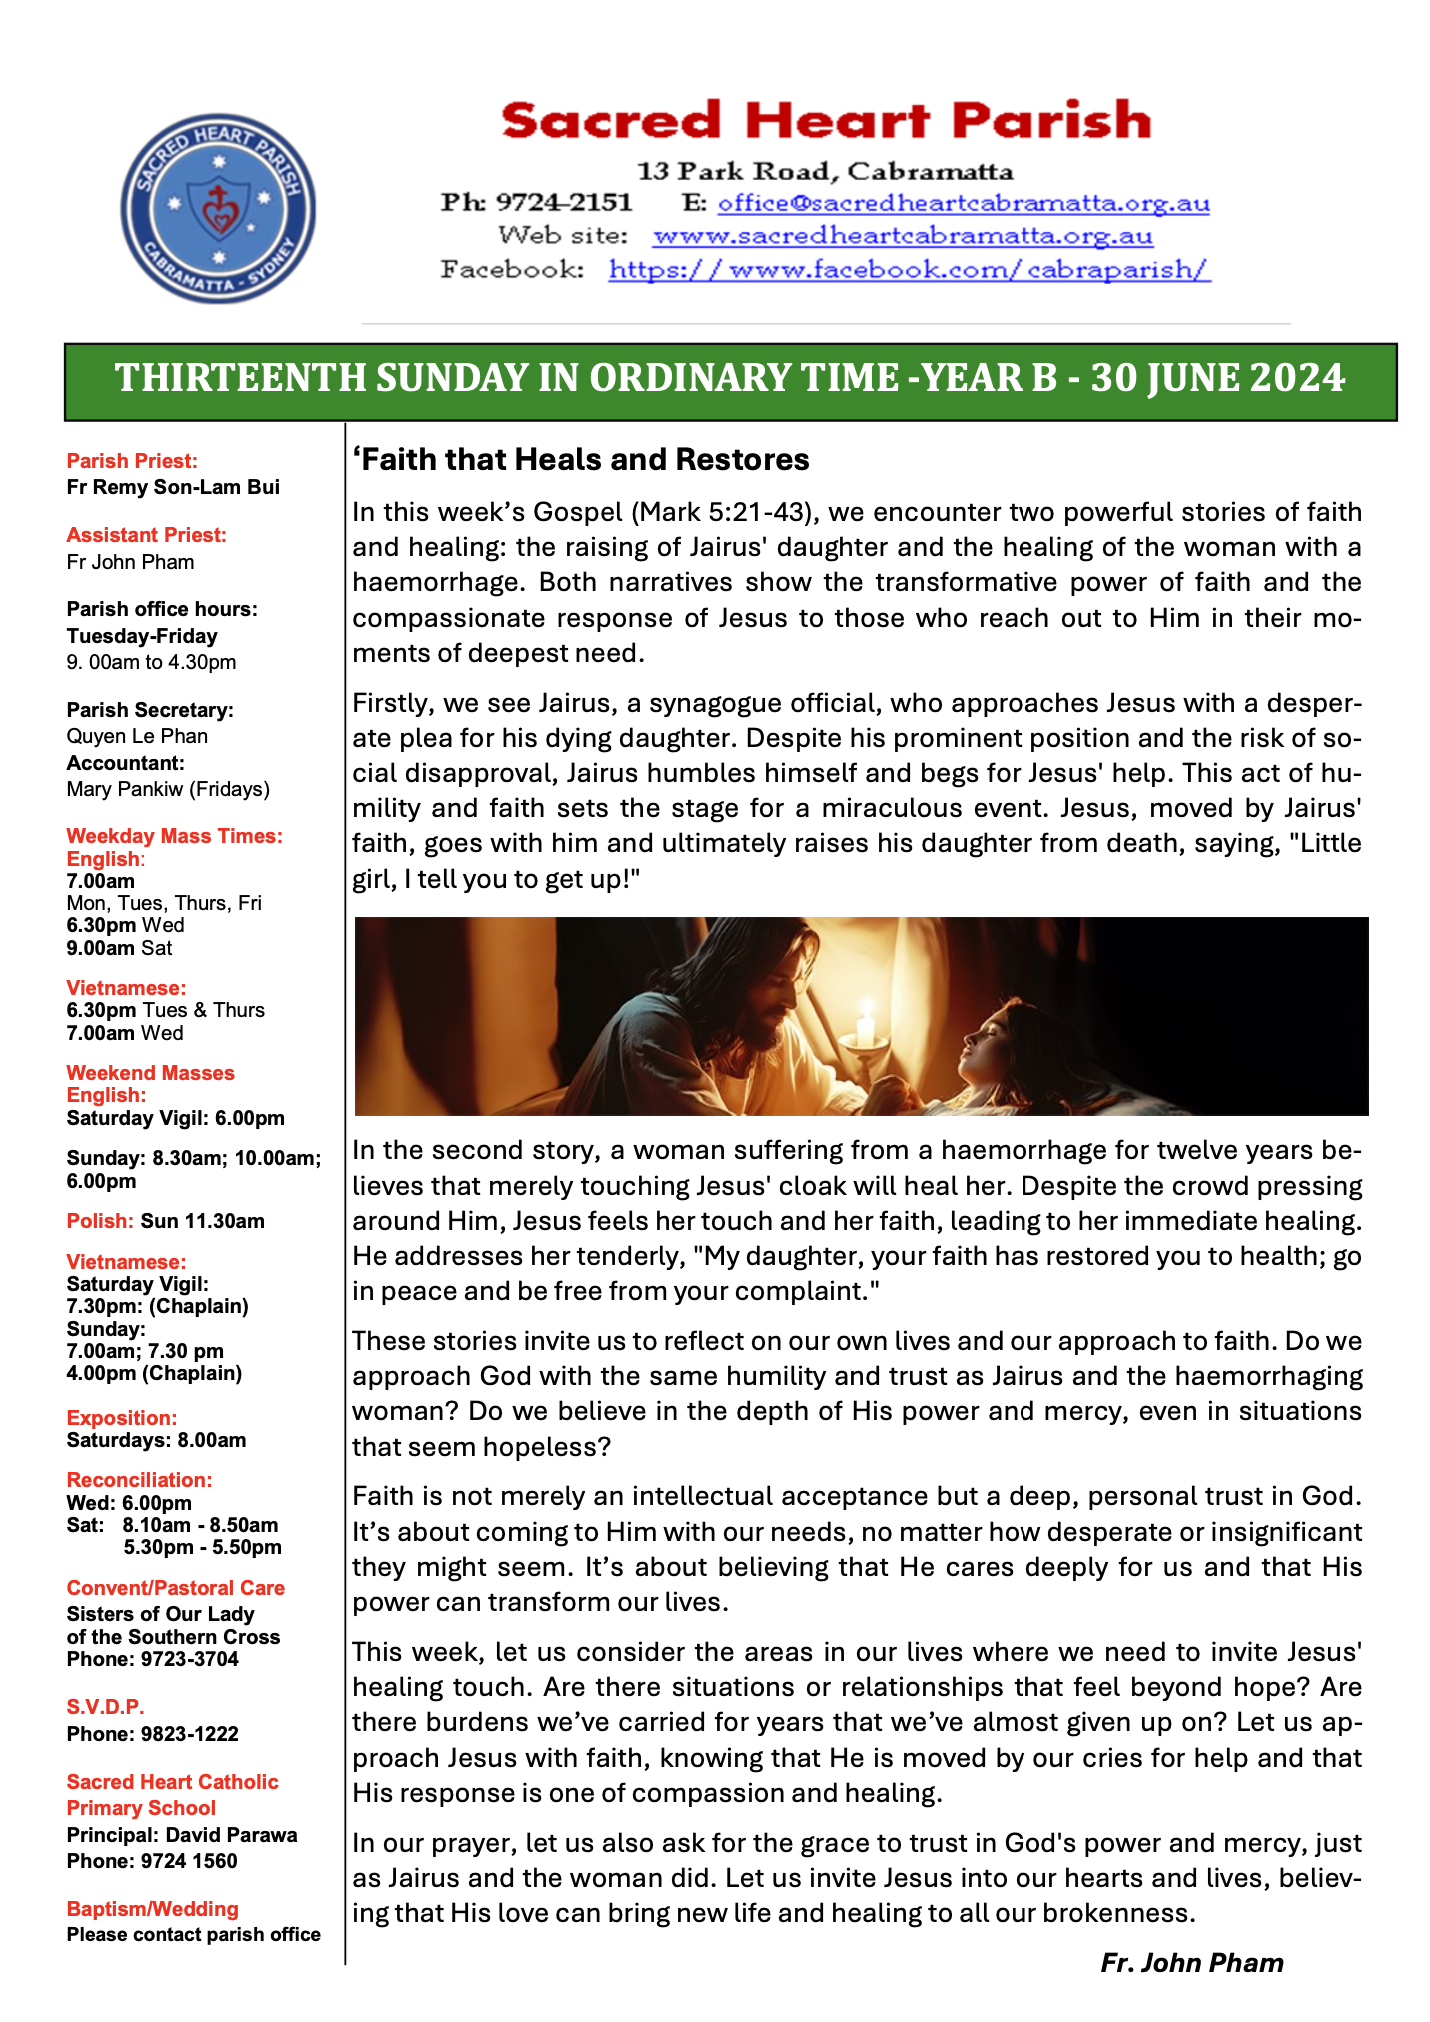 SACRED HEART PARISH
CABRAMATTA - SYDNEY
Sacred Heart Parish
13 Park Road, Cabramatta
Ph: 9724-2151 E: office@sacredheartcabramatta.org.au
Web site: www.sacredheartcabramatta.org.au
Facebook: https://www.facebook.com/cabraparish/
THIRTEENTH SUNDAY IN ORDINARY TIME -YEAR B - 30 JUNE 2024
Parish Priest:
Fr Remy Son-Lam Bui
Assistant Priest:
Fr John Pham
Parish office hours:
Tuesday-Friday
9. 00am to 4.30pm
Parish Secretary:
Quyen Le Phan
Accountant:
Mary Pankiw (Fridays)
Weekday Mass Times:
English:
7.00am
Mon, Tues, Thurs, Fri
6.30pm Wed
9.00am Sat
Vietnamese:
6.30pm Tues & Thurs
7.00am Wed
Weekend Masses
English:
Saturday Vigil: 6.00pm
Sunday: 8.30am; 10.00am;
6.00pm
Polish: Sun 11.30am
Vietnamese:
Saturday Vigil:
7.30pm: (Chaplain)
Sunday:
7.00am; 7.30 pm
4.00pm (Chaplain)
Exposition:
Saturdays: 8.00am
Reconciliation:
Wed: 6.00pm
Sat: 8.10am - 8.50am
5.30pm - 5.50pm
Convent/Pastoral Care
Sisters of Our Lady
of the Southern Cross
Phone: 9723-3704
S.V.D.P.
Phone: 9823-1222
Sacred Heart Catholic
Primary School
Principal: David Parawa
Phone: 9724 1560
Baptism/Wedding
Please contact parish office
‘Faith that Heals and Restores
In this week’s Gospel (Mark 5:21-43), we encounter two powerful stories of faith
and healing: the raising of Jairus' daughter and the healing of the woman with a
haemorrhage. Both narratives show the transformative power of faith and the
compassionate response of Jesus to those who reach out to Him in their mo-
ments of deepest need.
Firstly, we see Jairus, a synagogue official, who approaches Jesus with a desper-
ate plea for his dying daughter. Despite his prominent position and the risk of so-
cial disapproval, Jairus humbles himself and begs for Jesus' help. This act of hu-
mility and faith sets the stage for a miraculous event. Jesus, moved by Jairus'
faith, goes with him and ultimately raises his daughter from death, saying, "Little
girl, I tell you to get up!"
In the second story, a woman suffering from a haemorrhage for twelve years be-
lieves that merely touching Jesus' cloak will heal her. Despite the crowd pressing
around Him, Jesus feels her touch and her faith, leading to her immediate healing.
He addresses her tenderly, "My daughter, your faith has restored you to health; go
in peace and be free from your complaint."
These stories invite us to reflect on our own lives and our approach to faith. Do we
approach God with the same humility and trust as Jairus and the haemorrhaging
woman? Do we believe in the depth of His power and mercy, even in situations
that seem hopeless?
Faith is not merely an intellectual acceptance but a deep, personal trust in God.
It’s about coming to Him with our needs, no matter how desperate or insignificant
they might seem. It’s about believing that He cares deeply for us and that His
power can transform our lives.
This week, let us consider the areas in our lives where we need to invite Jesus'
healing touch. Are there situations or relationships that feel beyond hope? Are
there burdens we’ve carried for years that we’ve almost given up on? Let us ap-
proach Jesus with faith, knowing that He is moved by our cries for help and that
His response is one of compassion and healing.
In our prayer, let us also ask for the grace to trust in God's power and mercy, just
as Jairus and the woman did. Let us invite Jesus into our hearts and lives, believ-
ing that His love can bring new life and healing to all our brokenness.
Fr. John Pham